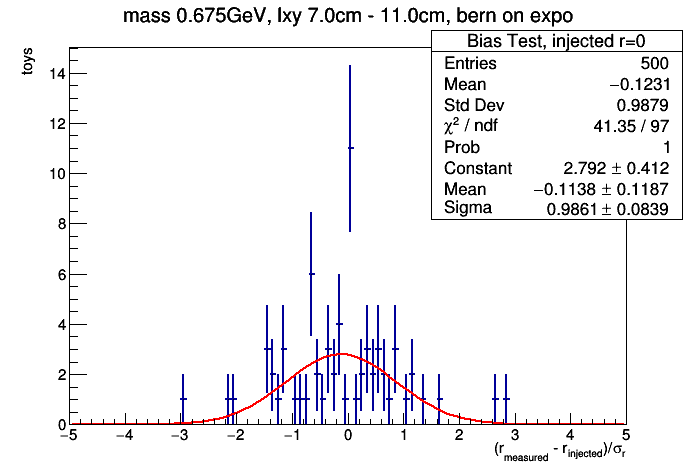 mass 0.675GeV, lxy 7.0cm - 11.0cm, bern on expo
Bias Test, injected r=0
Entries 500
Mean −0.1231
Std Dev 0.9879
χ² / ndf 41.35 / 97
Prob 1
Constant 2.792 ± 0.412
Mean −0.1138 ± 0.1187
Sigma 0.9861 ± 0.0839
toys
14
12
10
8
6
4
2
0
−5 −4 −3 −2 −1 0 1 2 3 4 5
(r_measured - r_injected)/σ_r